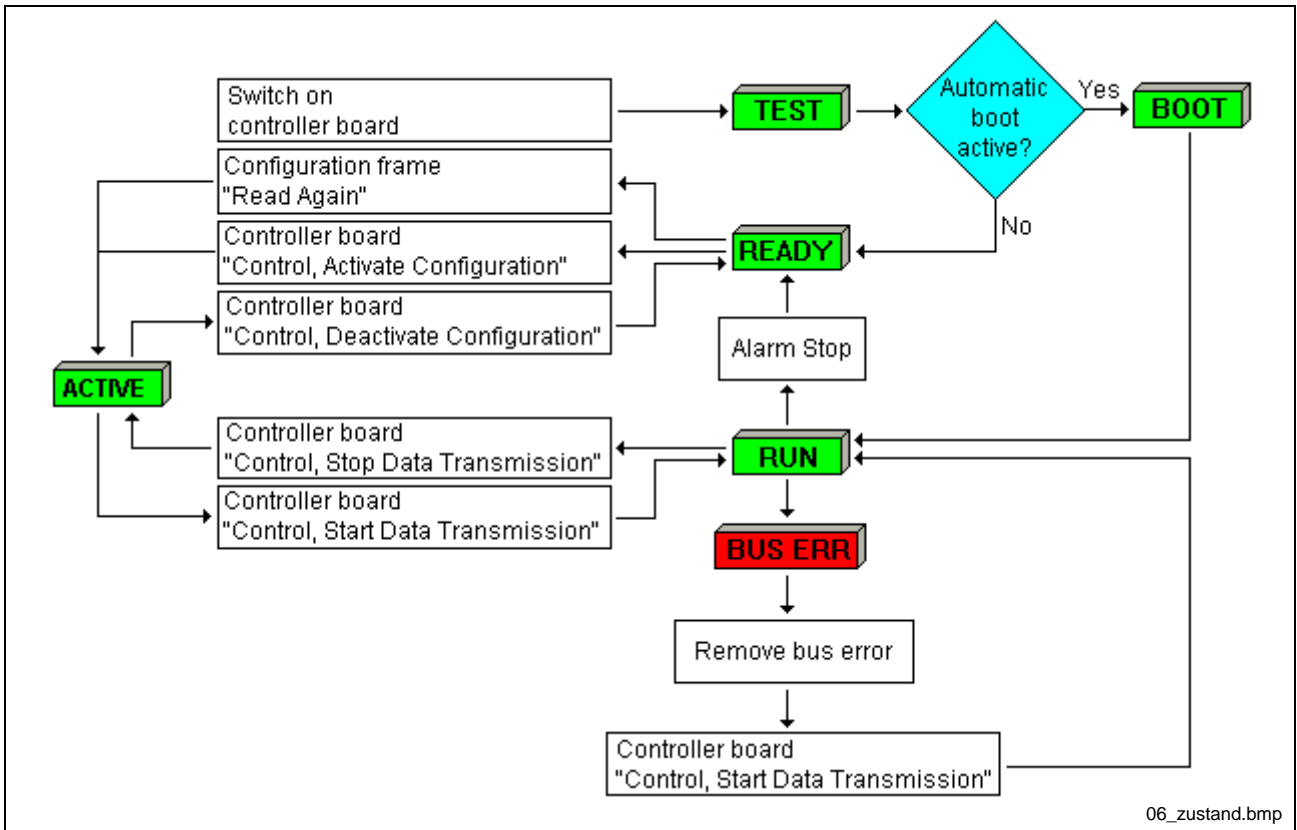 Switch on
controller board
TEST
Automatic
boot
active?
Yes
BOOT
No
Configuration frame
"Read Again"
Controller board
"Control, Activate Configuration"
READY
Controller board
"Control, Deactivate Configuration"
Alarm Stop
ACTIVE
Controller board
"Control, Stop Data Transmission"
RUN
Controller board
"Control, Start Data Transmission"
BUS ERR
Remove bus error
Controller board
"Control, Start Data Transmission"
06_zustand.bmp